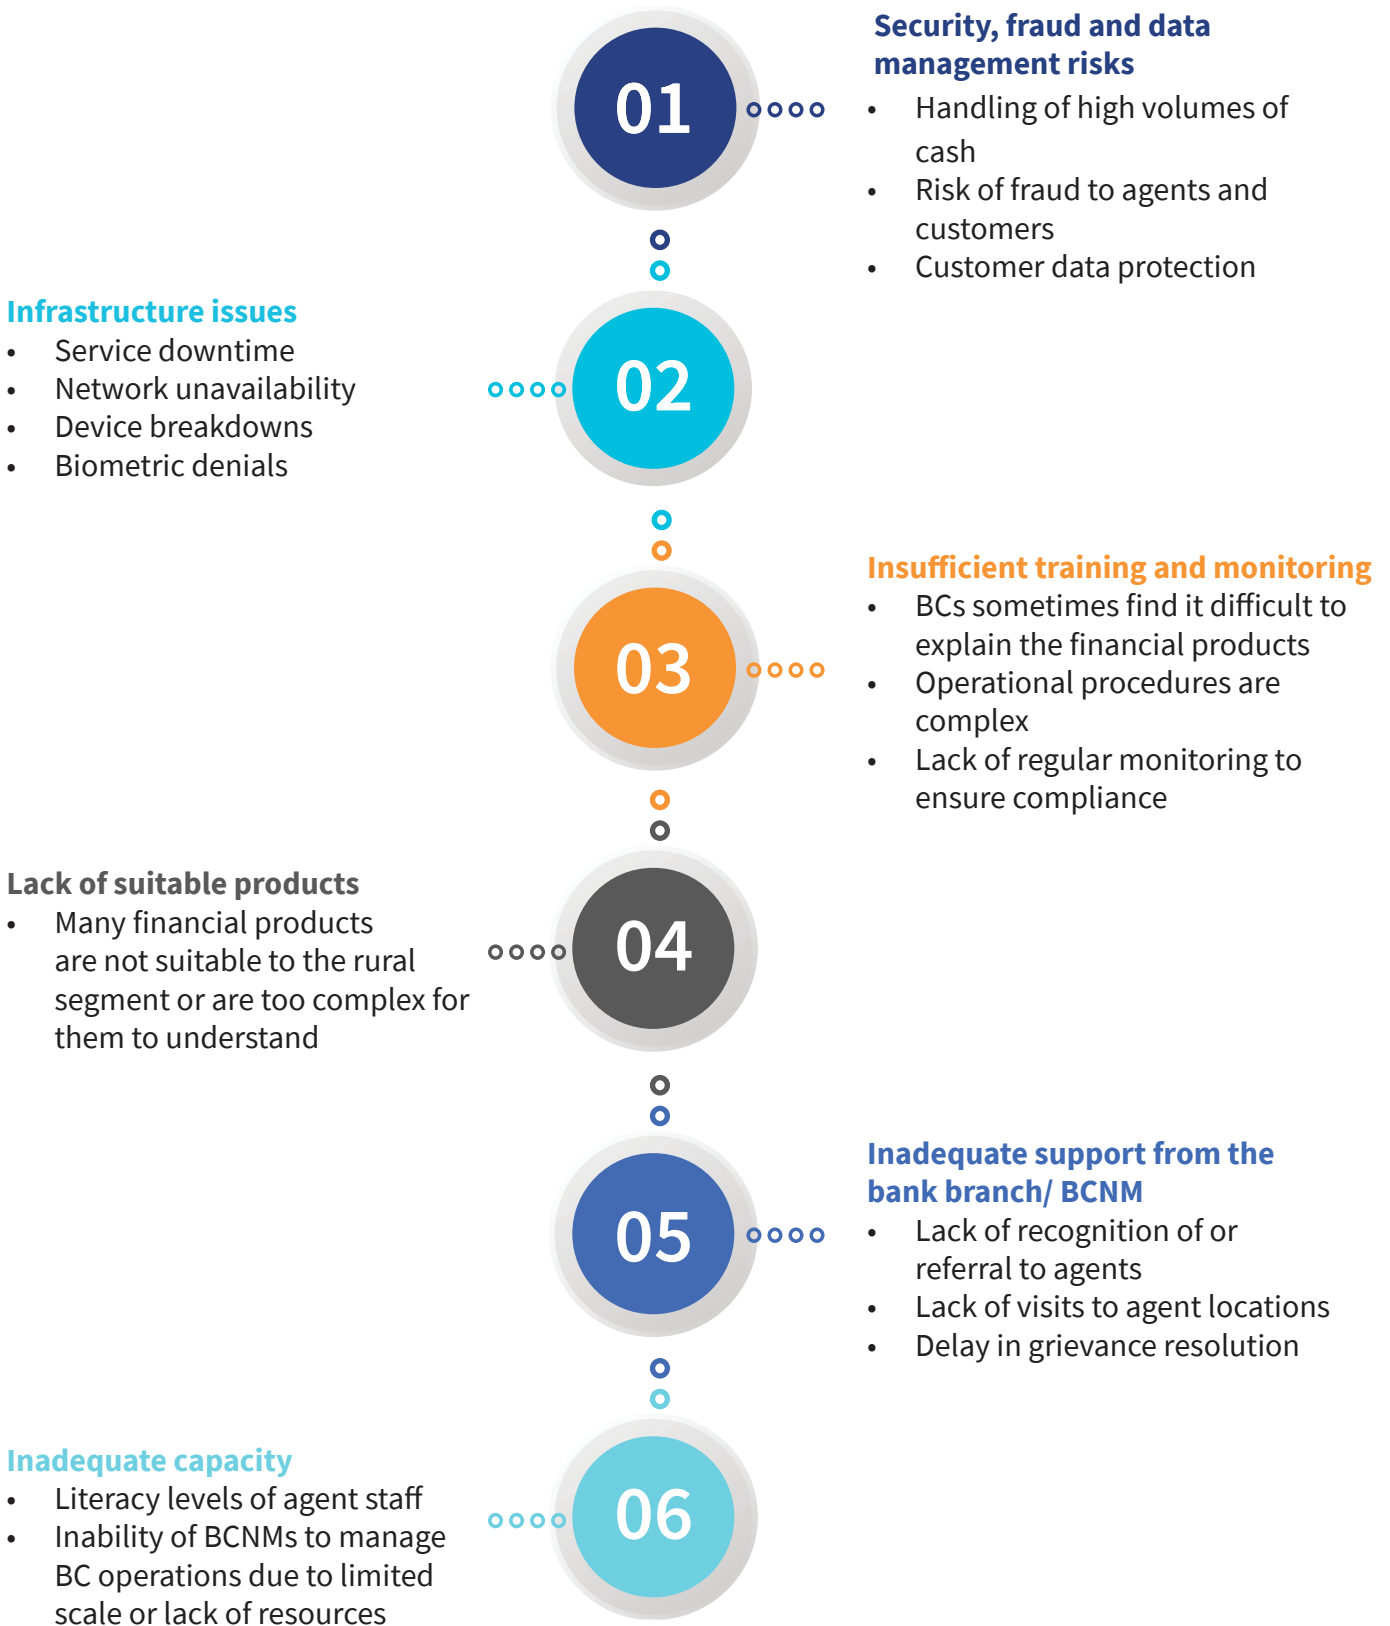 01
Security, fraud and data
management risks
• Handling of high volumes of
cash
• Risk of fraud to agents and
customers
• Customer data protection
02
Infrastructure issues
• Service downtime
• Network unavailability
• Device breakdowns
• Biometric denials
03
Insufficient training and monitoring
• BCs sometimes find it difficult to
explain the financial products
• Operational procedures are
complex
• Lack of regular monitoring to
ensure compliance
04
Lack of suitable products
• Many financial products
are not suitable to the rural
segment or are too complex for
them to understand
05
Inadequate support from the
bank branch/ BCNM
• Lack of recognition of or
referral to agents
• Lack of visits to agent locations
• Delay in grievance resolution
06
Inadequate capacity
• Literacy levels of agent staff
• Inability of BCNMs to manage
BC operations due to limited
scale or lack of resources